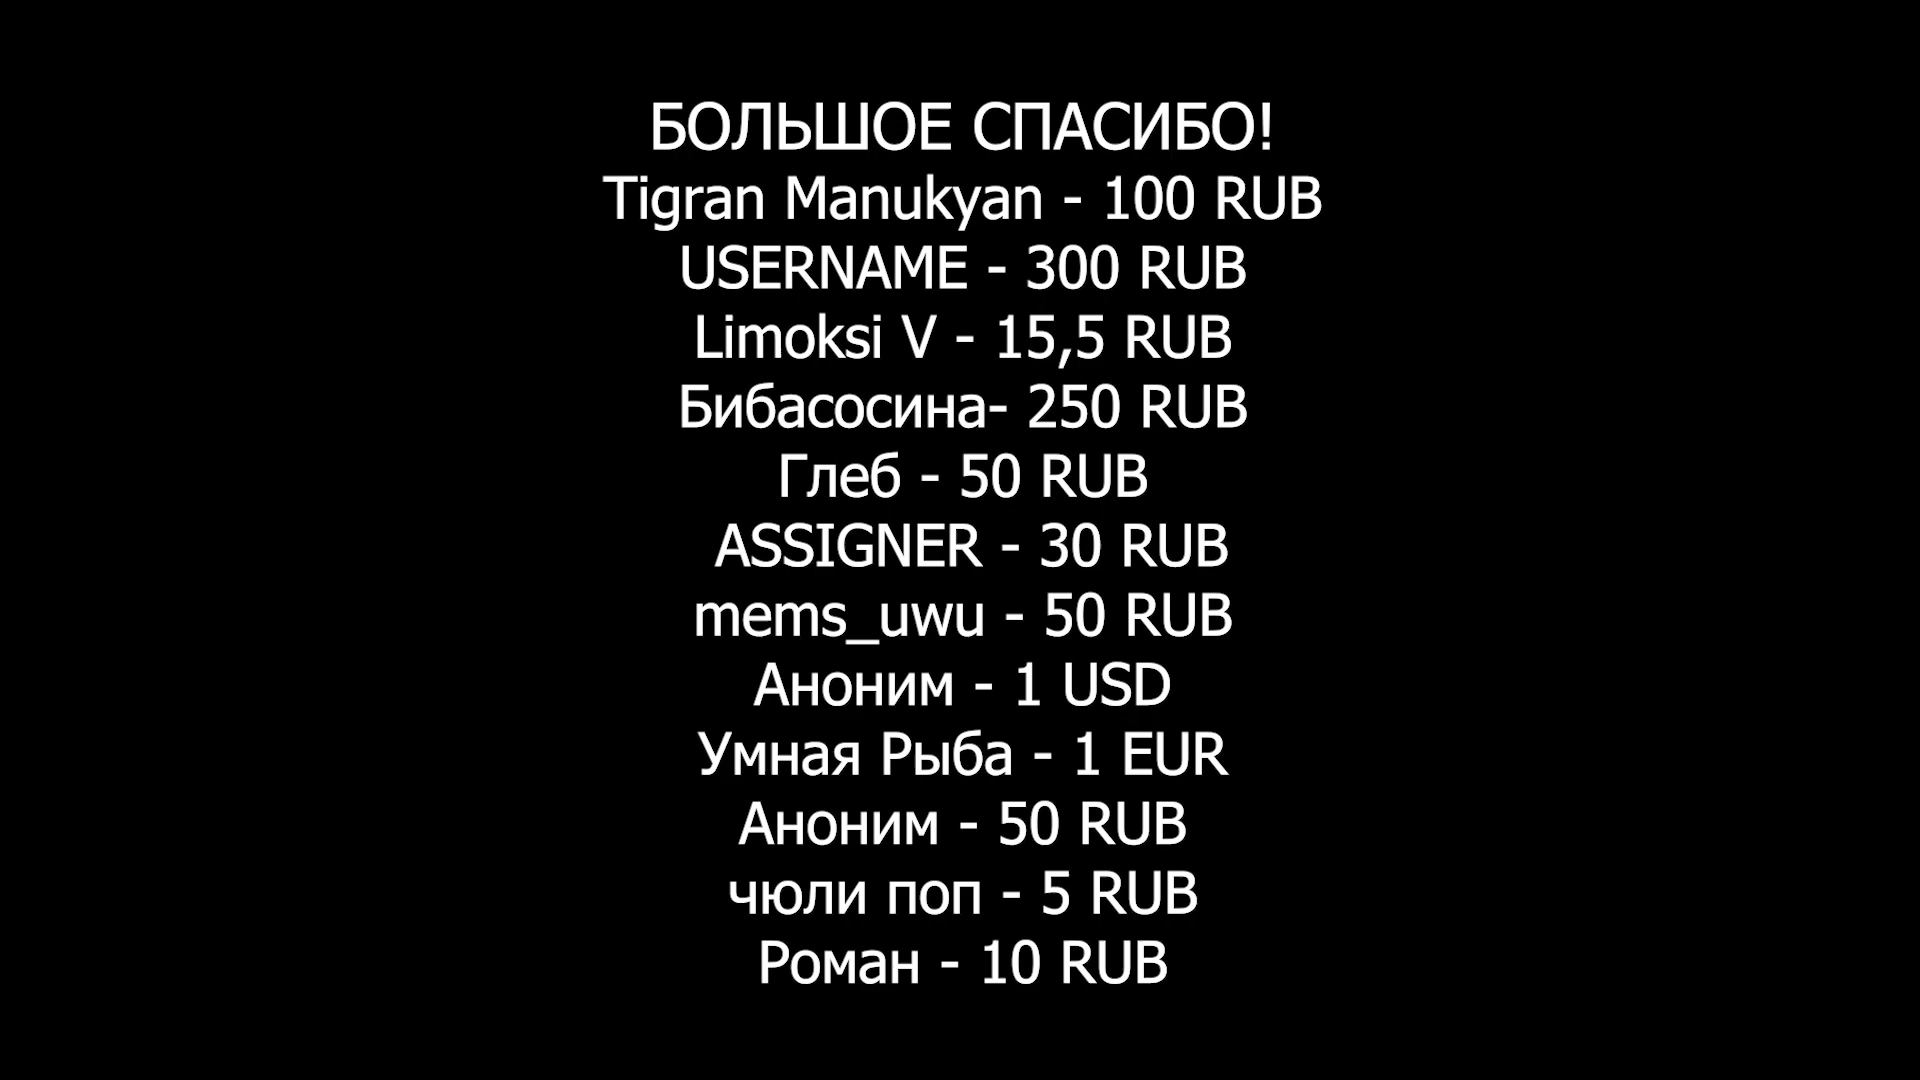 БОЛЬШОЕ СПАСИБО!
Tigran Manukyan - 100 RUB
USERNAME - 300 RUB
Limoksi V - 15,5 RUB
Бибасосина- 250 RUB
Глеб - 50 RUB
ASSIGNER - 30 RUB
mems_uwu - 50 RUB
Аноним - 1 USD
Умная Рыба - 1 EUR
Аноним - 50 RUB
чюли поп - 5 RUB
Роман - 10 RUB